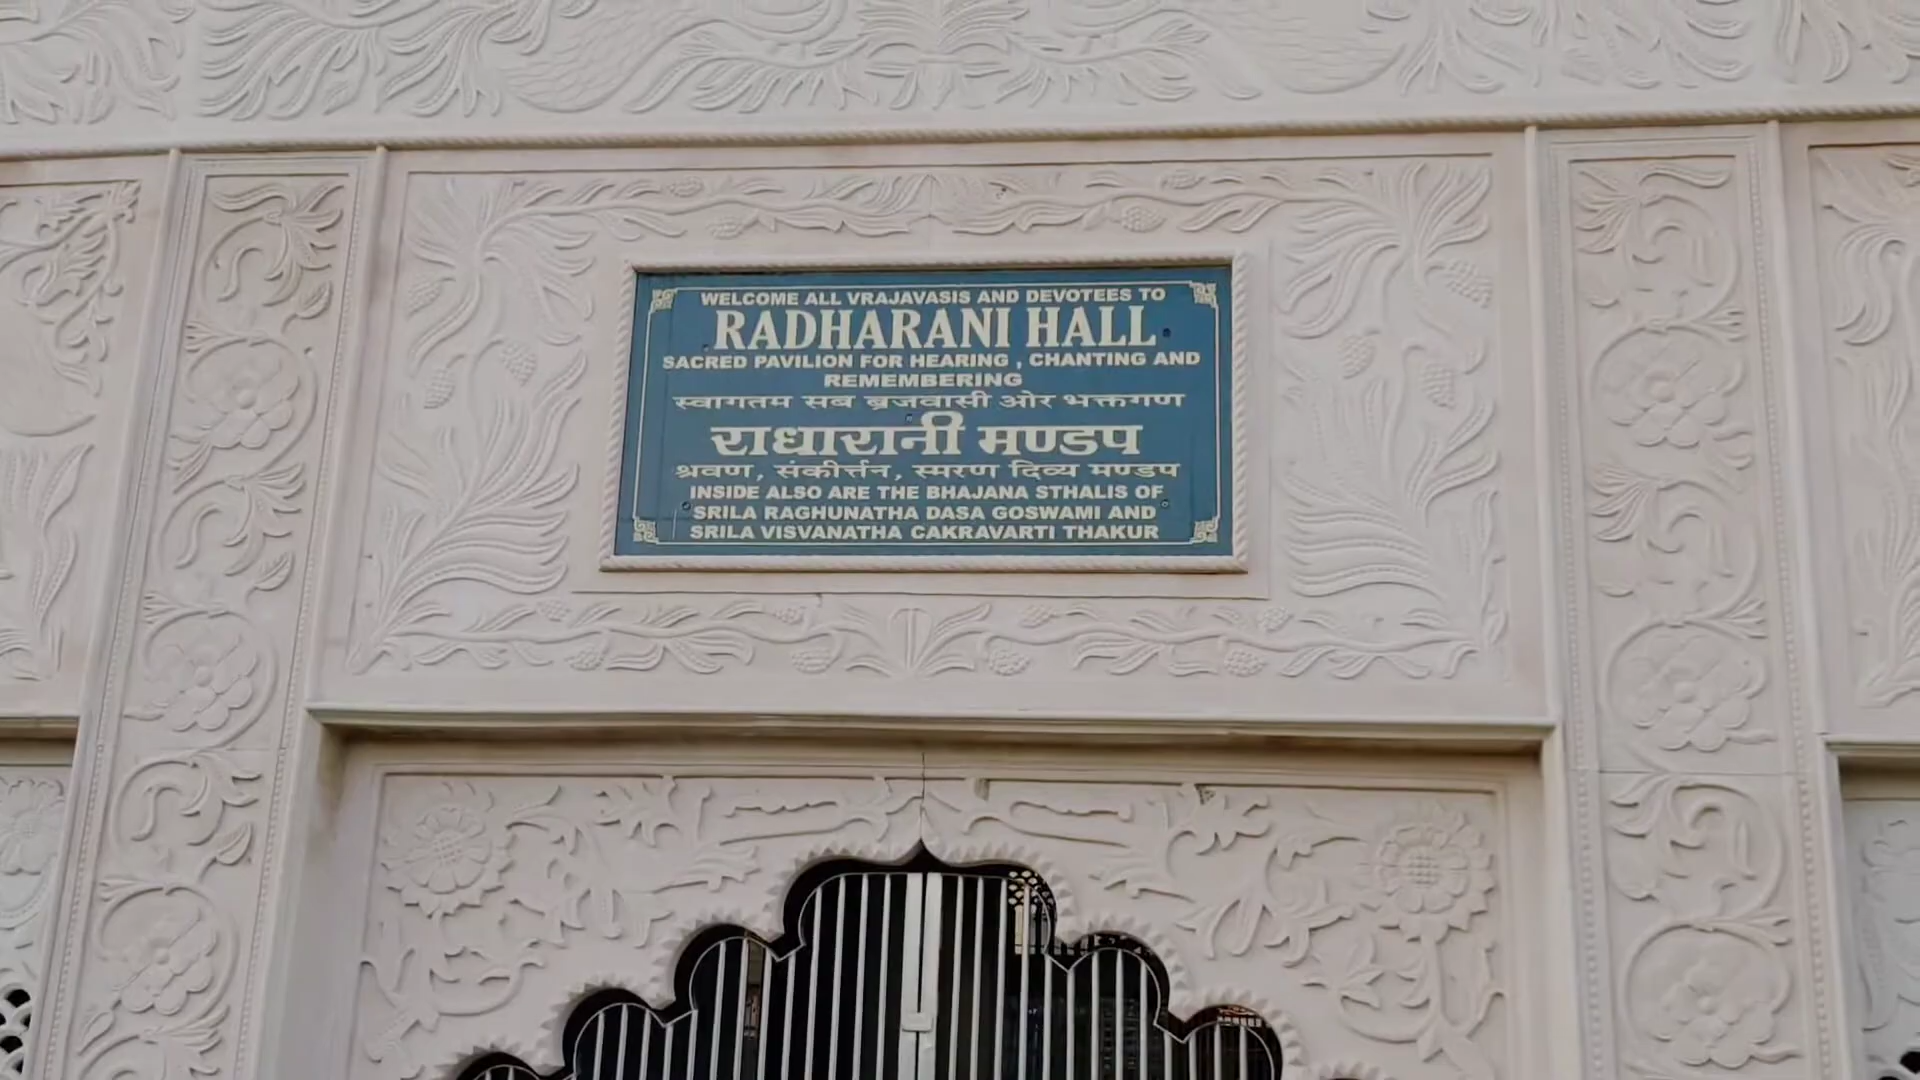 WELCOME ALL VRAJAVASIS AND DEVOTEES TO
RADHARANI HALL
SACRED PAVILION FOR HEARING , CHANTING AND
REMEMBERING
स्वागतम सब ब्रजवासी ओर भक्तगण
राधारानी मण्डप
श्रवण, संकीर्त्तन, स्मरण दिव्य मण्डप
INSIDE ALSO ARE THE BHAJANA STHALIS OF
SRILA RAGHUNATHA DASA GOSWAMI AND
SRILA VISVANATHA CAKRAVARTI THAKUR